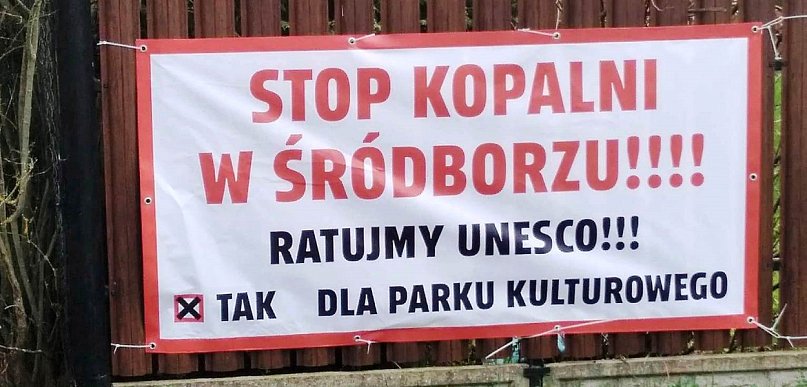 STOP KOPALNI
W ŚRÓDBORZU!!!!
RATUJMY UNESCO!!!
☒ TAK DLA PARKU KULTUROWEGO